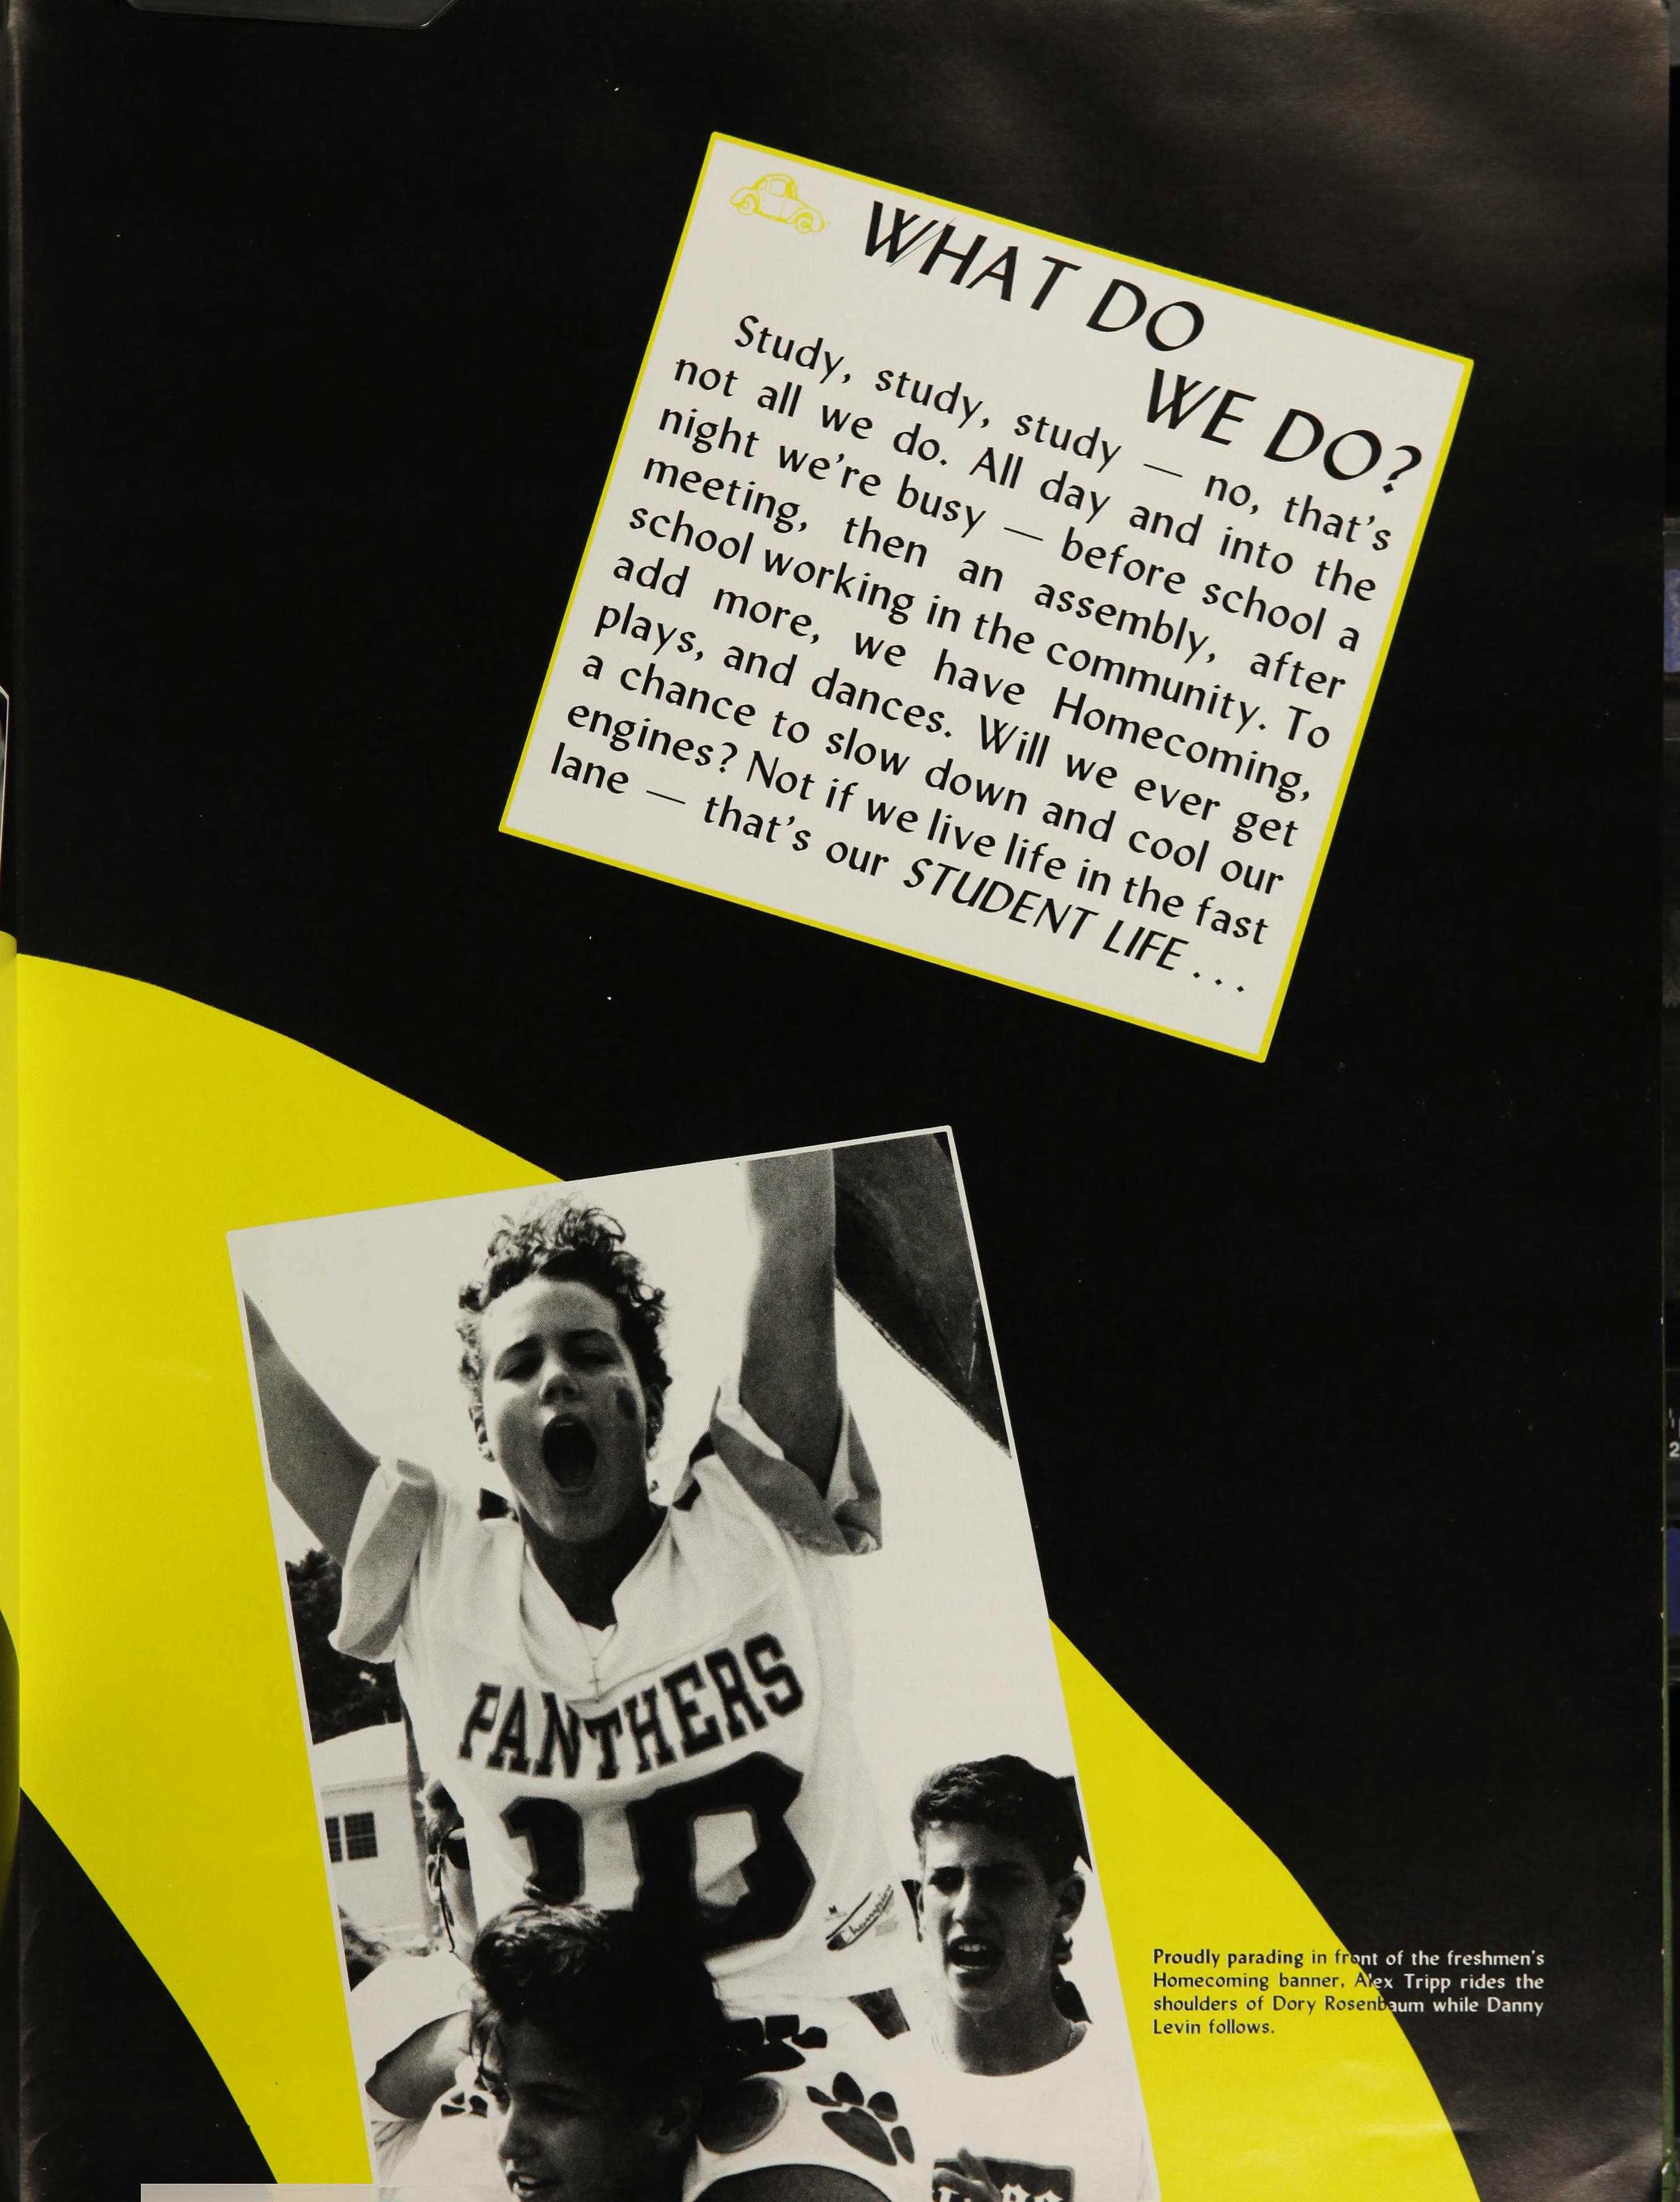 WHAT DO
WE DO?
Study, study, study — no, that's
not all we do. All day and into the
night we're busy — before school a
meeting, then an assembly, after
school working in the community. To
add more, we have Homecoming,
plays, and dances. Will we ever get
a chance to slow down and cool our
engines? Not if we live life in the fast
lane — that's our STUDENT LIFE . . .
PANTHERS
10
Champion
Proudly parading in front of the freshmen's
Homecoming banner, Alex Tripp rides the
shoulders of Dory Rosenbaum while Danny
Levin follows.
2